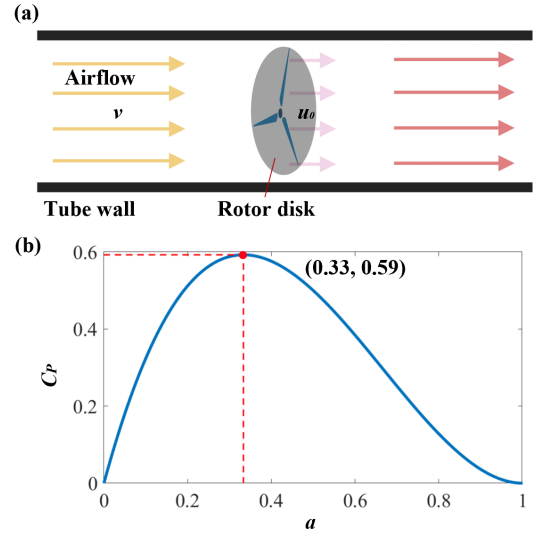 (a)
Airflow
v
u₀
Tube wall
Rotor disk
(b)
0.6
(0.33, 0.59)
0.4
C_P
0.2
0
0
0.2
0.4
0.6
0.8
1
a